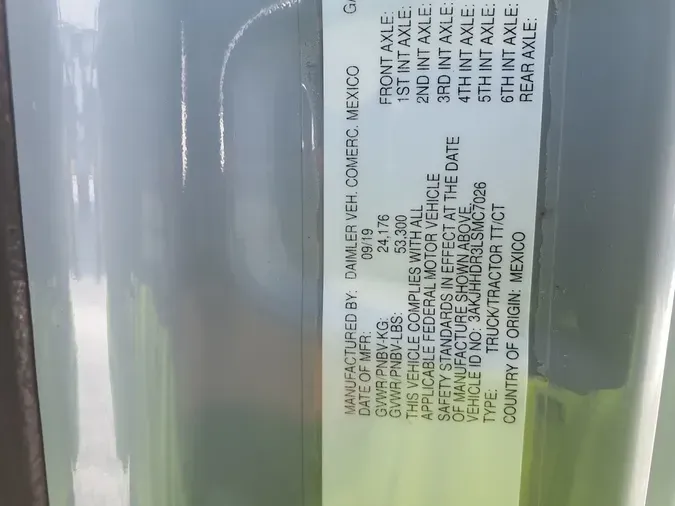 MANUFACTURED BY: DAIMLER VEH. COMERC. MEXICO
DATE OF MFR: 09/19
GVWR/PNBV-KG: 24,176
GVWR/PNBV-LBS: 53,300
THIS VEHICLE COMPLIES WITH ALL
APPLICABLE FEDERAL MOTOR VEHICLE
SAFETY STANDARDS IN EFFECT AT THE DATE
OF MANUFACTURE SHOWN ABOVE.
VEHICLE ID NO: 3AKJHHDR3LSMC7026
TYPE: TRUCK/TRACTOR TT/CT
COUNTRY OF ORIGIN: MEXICO
FRONT AXLE:
1ST INT AXLE:
2ND INT AXLE:
3RD INT AXLE:
4TH INT AXLE:
5TH INT AXLE:
6TH INT AXLE:
REAR AXLE: